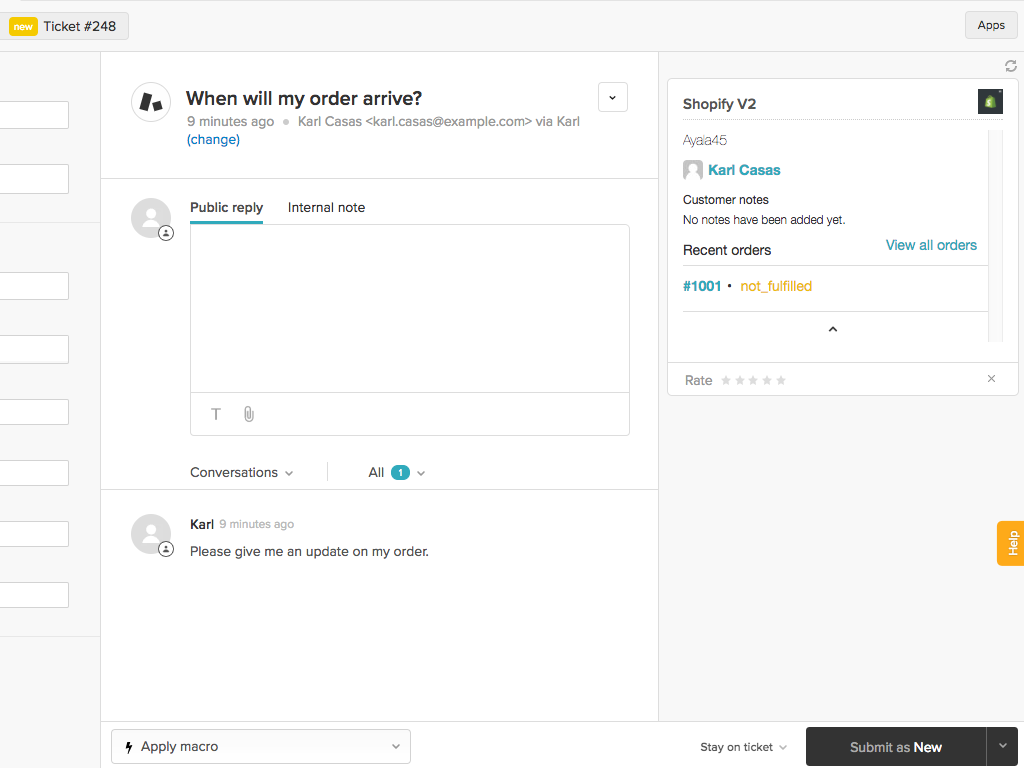 new Ticket #248
Apps
When will my order arrive?
9 minutes ago • Karl Casas <karl.casas@example.com> via Karl
(change)
Public reply Internal note
T
Conversations All 1
Karl 9 minutes ago
Please give me an update on my order.
Apply macro
Stay on ticket
Submit as New
Shopify V2
Ayala45
Karl Casas
Customer notes
No notes have been added yet.
Recent orders View all orders
#1001 • not_fulfilled
Rate
Help